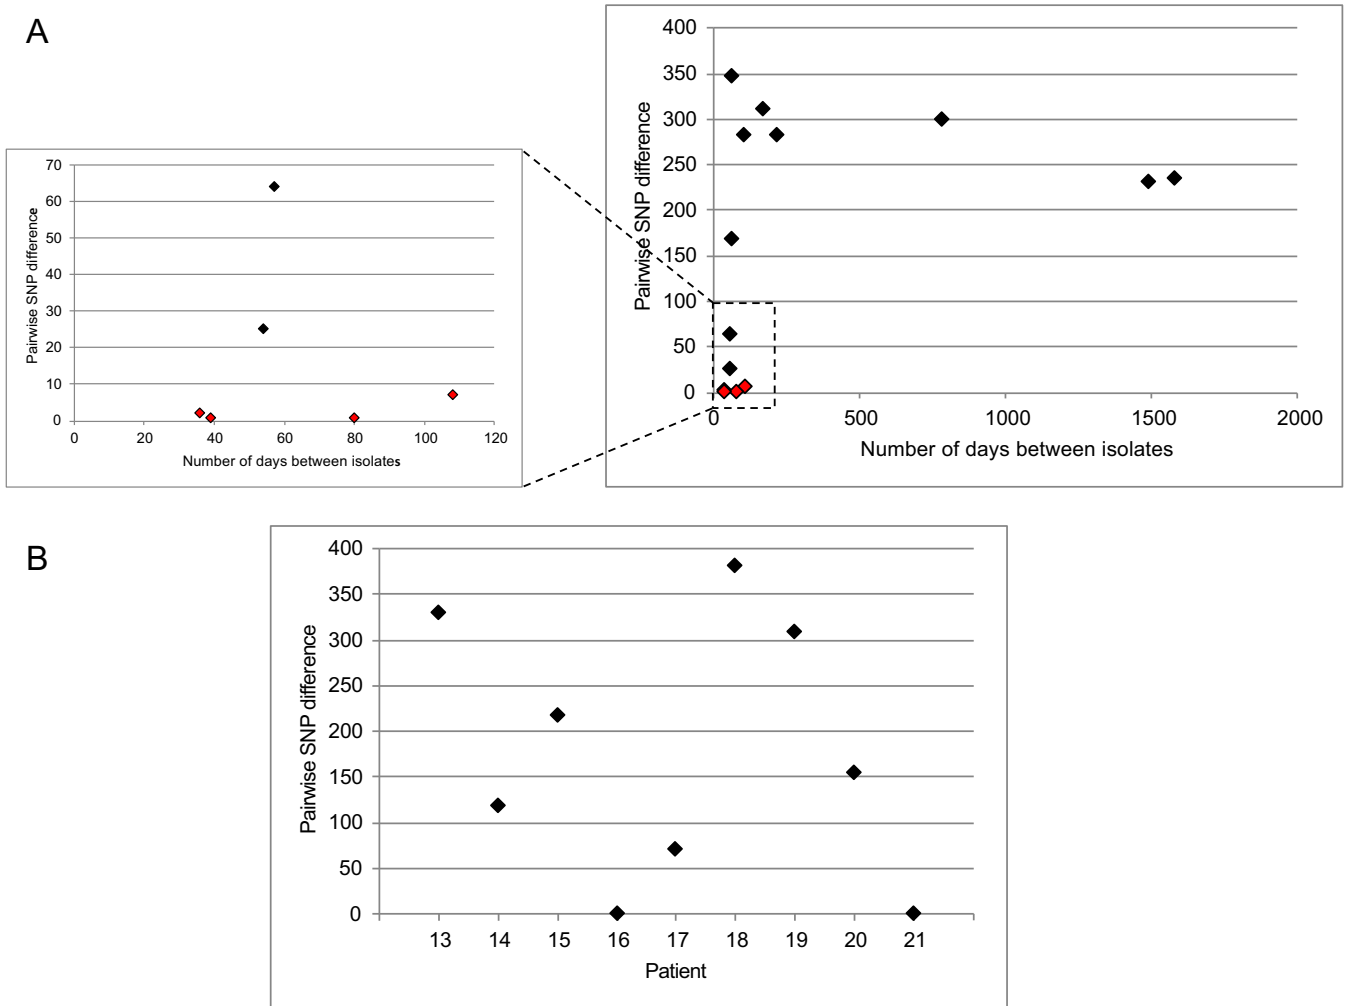 A
400
350
300
250
200
150
100
50
0
Pairwise SNP difference
0 500 1000 1500 2000
Number of days between isolates
70
60
50
40
30
20
10
0
Pairwise SNP difference
0 20 40 60 80 100 120
Number of days between isolates
B
400
350
300
250
200
150
100
50
0
Pairwise SNP difference
13 14 15 16 17 18 19 20 21
Patient